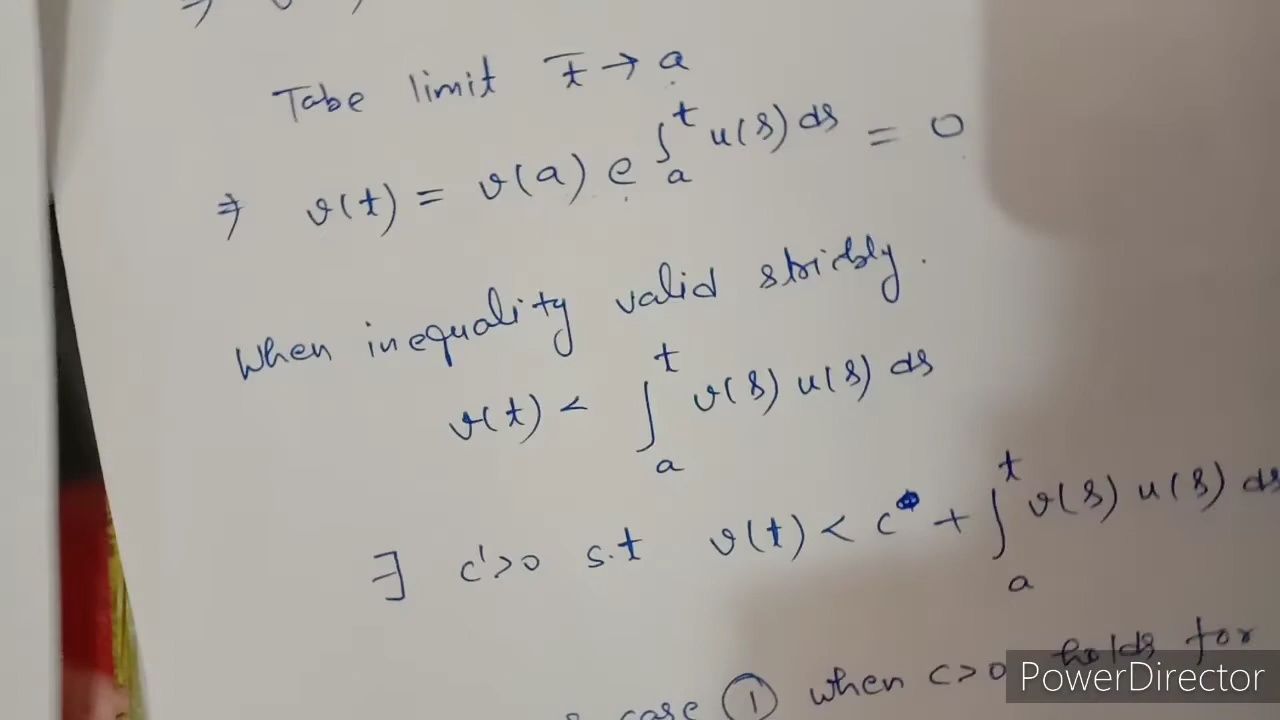 Take limit t̅ → a
⇒ v(t) = v(a) e^{∫_a^t u(s) ds} = 0
When inequality valid strictly.
v(t) < ∫_a^t v(s) u(s) ds
∃ c'>0 s.t v(t) < c + ∫_a^t v(s) u(s) ds
case ① when c>0 holds for
PowerDirector